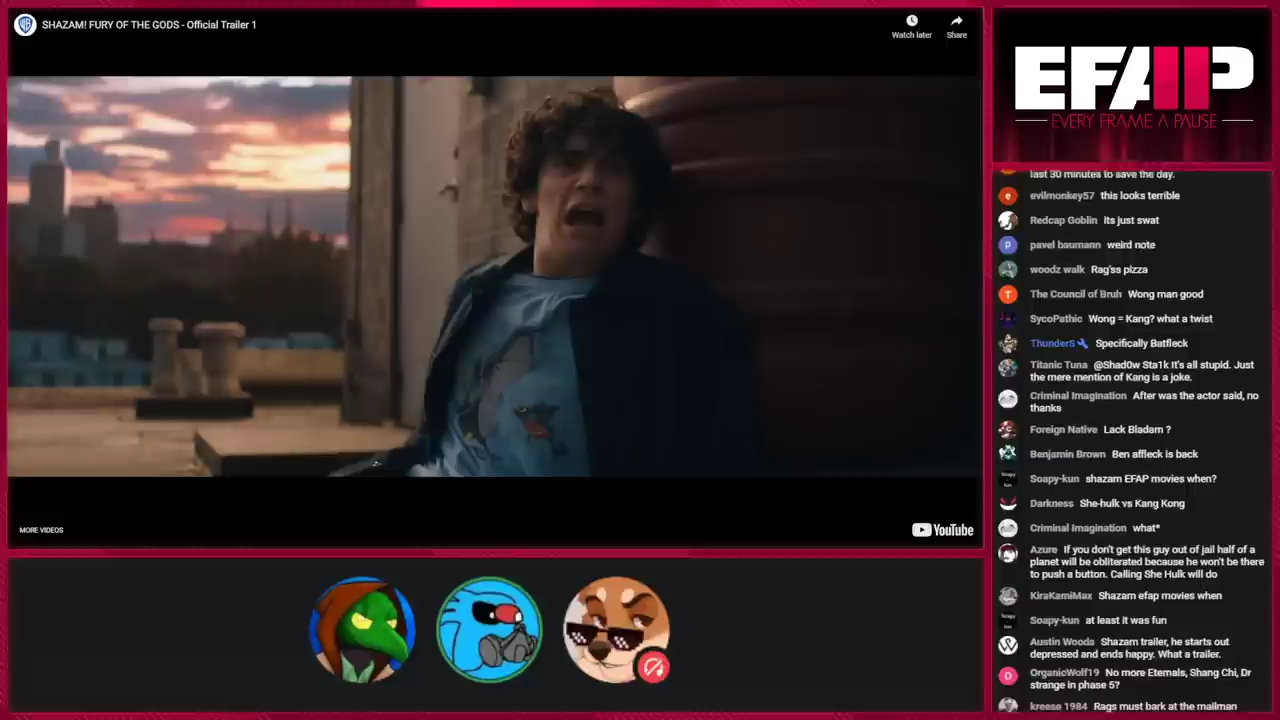 SHAZAM! FURY OF THE GODS - Official Trailer 1
Watch later
Share
MORE VIDEOS
YouTube
EFAP
EVERY FRAME A PAUSE
last 30 minutes to save the day.
evilmonkey57 this looks terrible
Redcap Goblin its just swat
pavel baumann weird note
woodz walk Rag'ss pizza
The Council of Bruh Wong man good
SycoPathic Wong = Kang? what a twist
ThunderS Specifically Batfleck
Titanic Tuna @Shad0w Sta1k It's all stupid. Just
the mere mention of Kang is a joke.
Criminal Imagination After was the actor said, no
thanks
Foreign Native Lack Bladam ?
Benjamin Brown Ben affleck is back
Soapy-kun shazam EFAP movies when?
Darkness She-hulk vs Kang Kong
Criminal Imagination what*
Azure If you don't get this guy out of jail half of a
planet will be obliterated because he won't be there
to push a button. Calling She Hulk will do
KiraKamiMax Shazam efap movies when
Soapy-kun at least it was fun
Austin Woods Shazam trailer, he starts out
depressed and ends happy. What a trailer.
OrganicWolf19 No more Eternals, Shang Chi, Dr
strange in phase 5?
kreese 1984 Rags must bark at the mailman